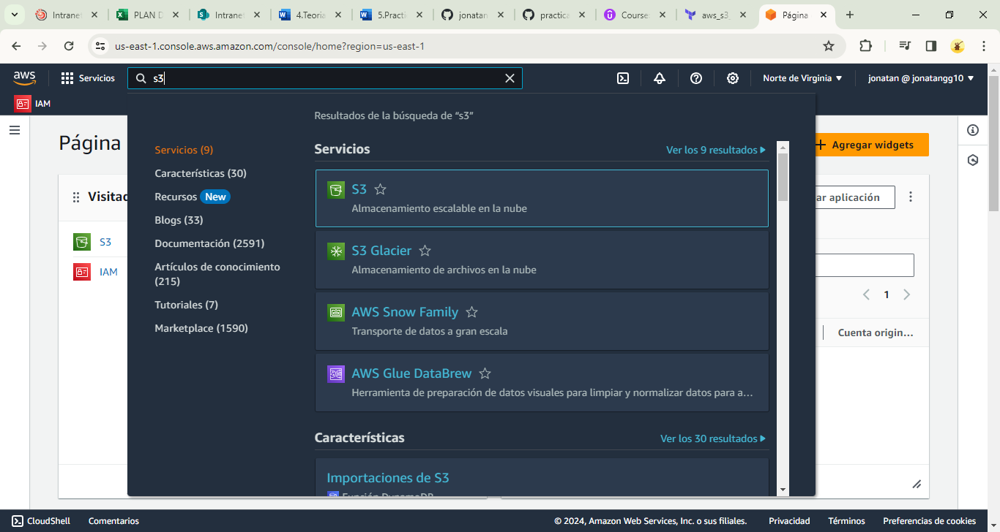 Intranet
PLAN D
Intranet
4.Teoria
5.Practi
jonatan
practica
Course
aws_s3_
Página
us-east-1.console.aws.amazon.com/console/home?region=us-east-1
aws
Servicios
s3
Norte de Virginia
jonatan @ jonatangg10
IAM
Resultados de la búsqueda de “s3”
Página
Agregar widgets
Servicios (9)
Características (30)
Recursos New
Blogs (33)
Documentación (2591)
Artículos de conocimiento
(215)
Tutoriales (7)
Marketplace (1590)
Servicios
Ver los 9 resultados
S3
Almacenamiento escalable en la nube
S3 Glacier
Almacenamiento de archivos en la nube
AWS Snow Family
Transporte de datos a gran escala
AWS Glue DataBrew
Herramienta de preparación de datos visuales para limpiar y normalizar datos para a...
Características
Ver los 30 resultados
Importaciones de S3
Función DynamoDB
Visitac
S3
IAM
ar aplicación
1
Cuenta origin...
CloudShell
Comentarios
© 2024, Amazon Web Services, Inc. o sus filiales.
Privacidad
Términos
Preferencias de cookies